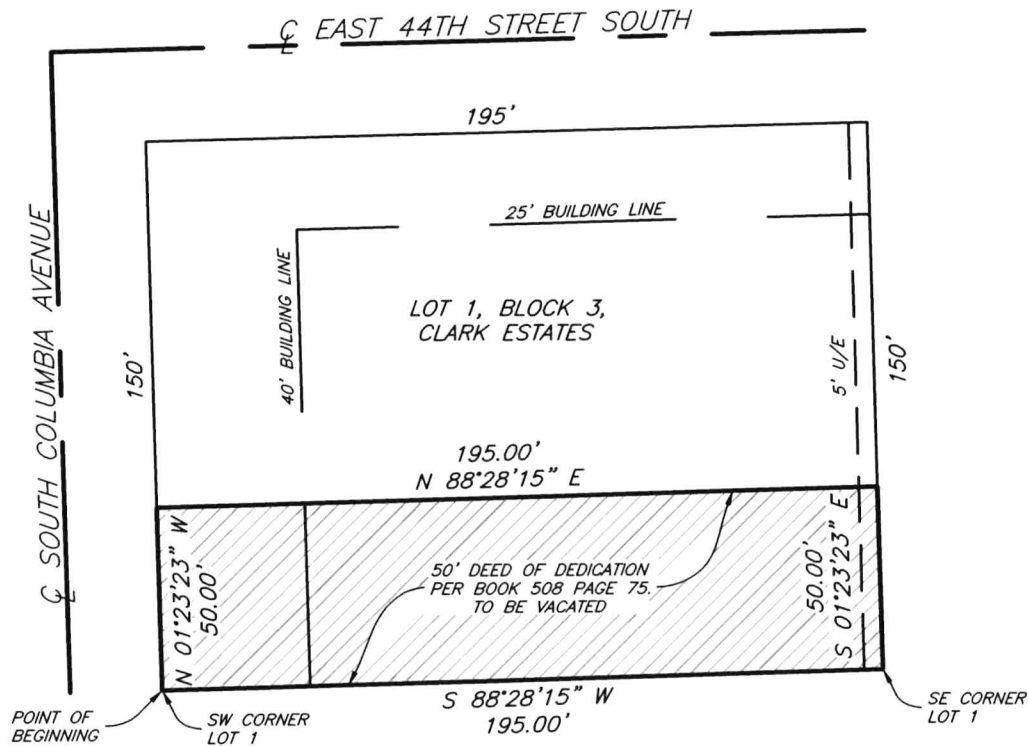 ℄ EAST 44TH STREET SOUTH
195'
25' BUILDING LINE
℄ SOUTH COLUMBIA AVENUE
40' BUILDING LINE
LOT 1, BLOCK 3,
CLARK ESTATES
150'
5' U/E
150'
195.00'
N 88°28'15" E
N 01°23'23" W
50.00'
50' DEED OF DEDICATION
PER BOOK 508 PAGE 75.
TO BE VACATED
50.00'
S 01°23'23" E
S 88°28'15" W
195.00'
POINT OF
BEGINNING
SW CORNER
LOT 1
SE CORNER
LOT 1